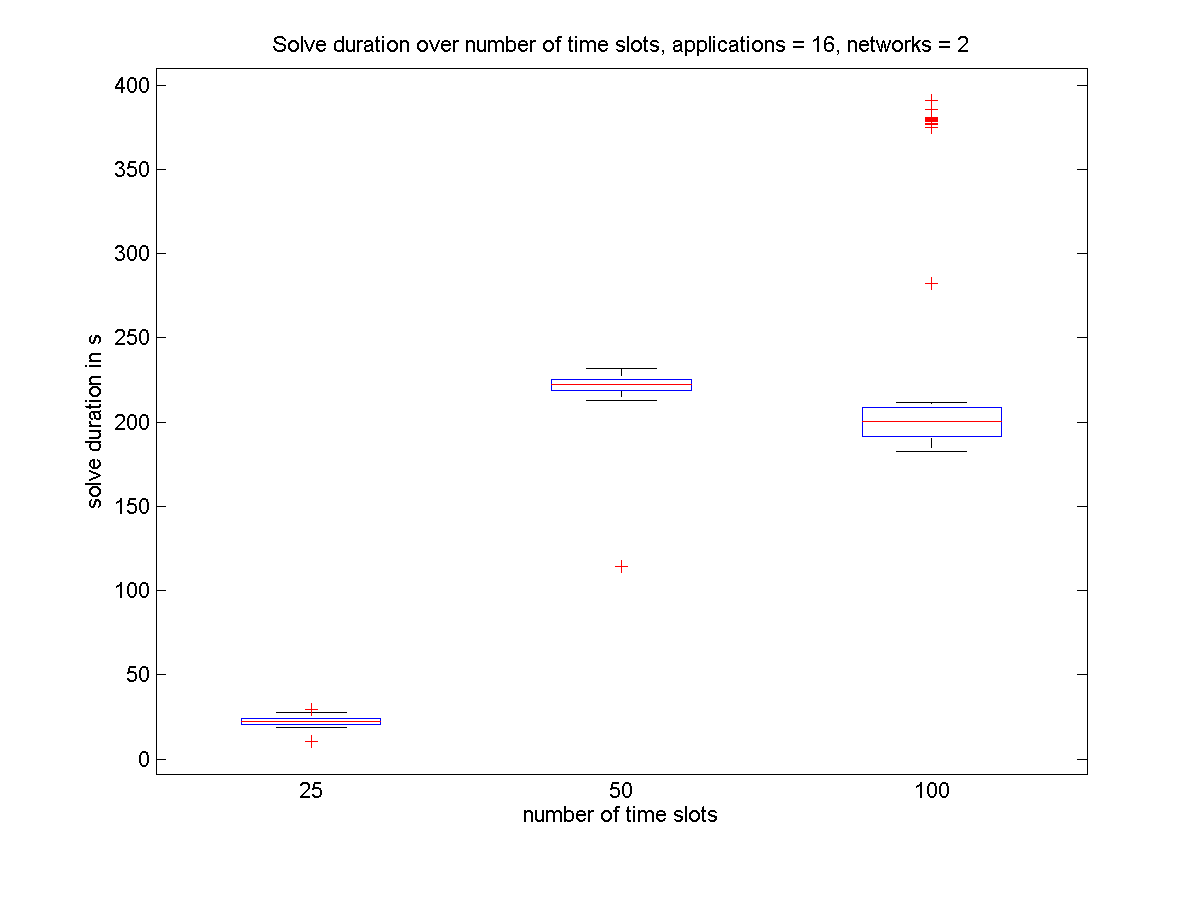 Solve duration over number of time slots, applications = 16, networks = 2
400
350
300
250
200
150
100
50
0
solve duration in s
25 50 100
number of time slots